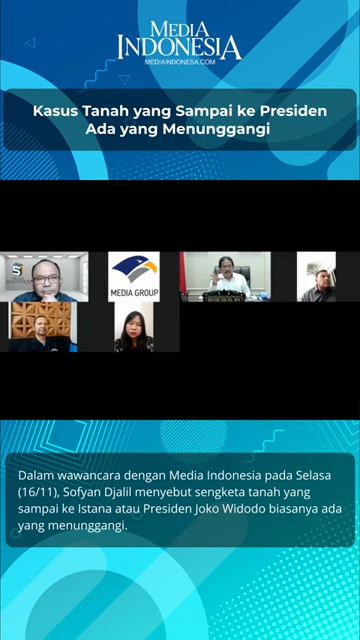 MEDIA
INDONESIA
MEDIAINDONESA.COM
Kasus Tanah yang Sampai ke Presiden
Ada yang Menunggangi
MEDIA GROUP
Dalam wawancara dengan Media Indonesia pada Selasa
(16/11), Sofyan Djalil menyebut sengketa tanah yang
sampai ke Istana atau Presiden Joko Widodo biasanya ada
yang menunggangi.